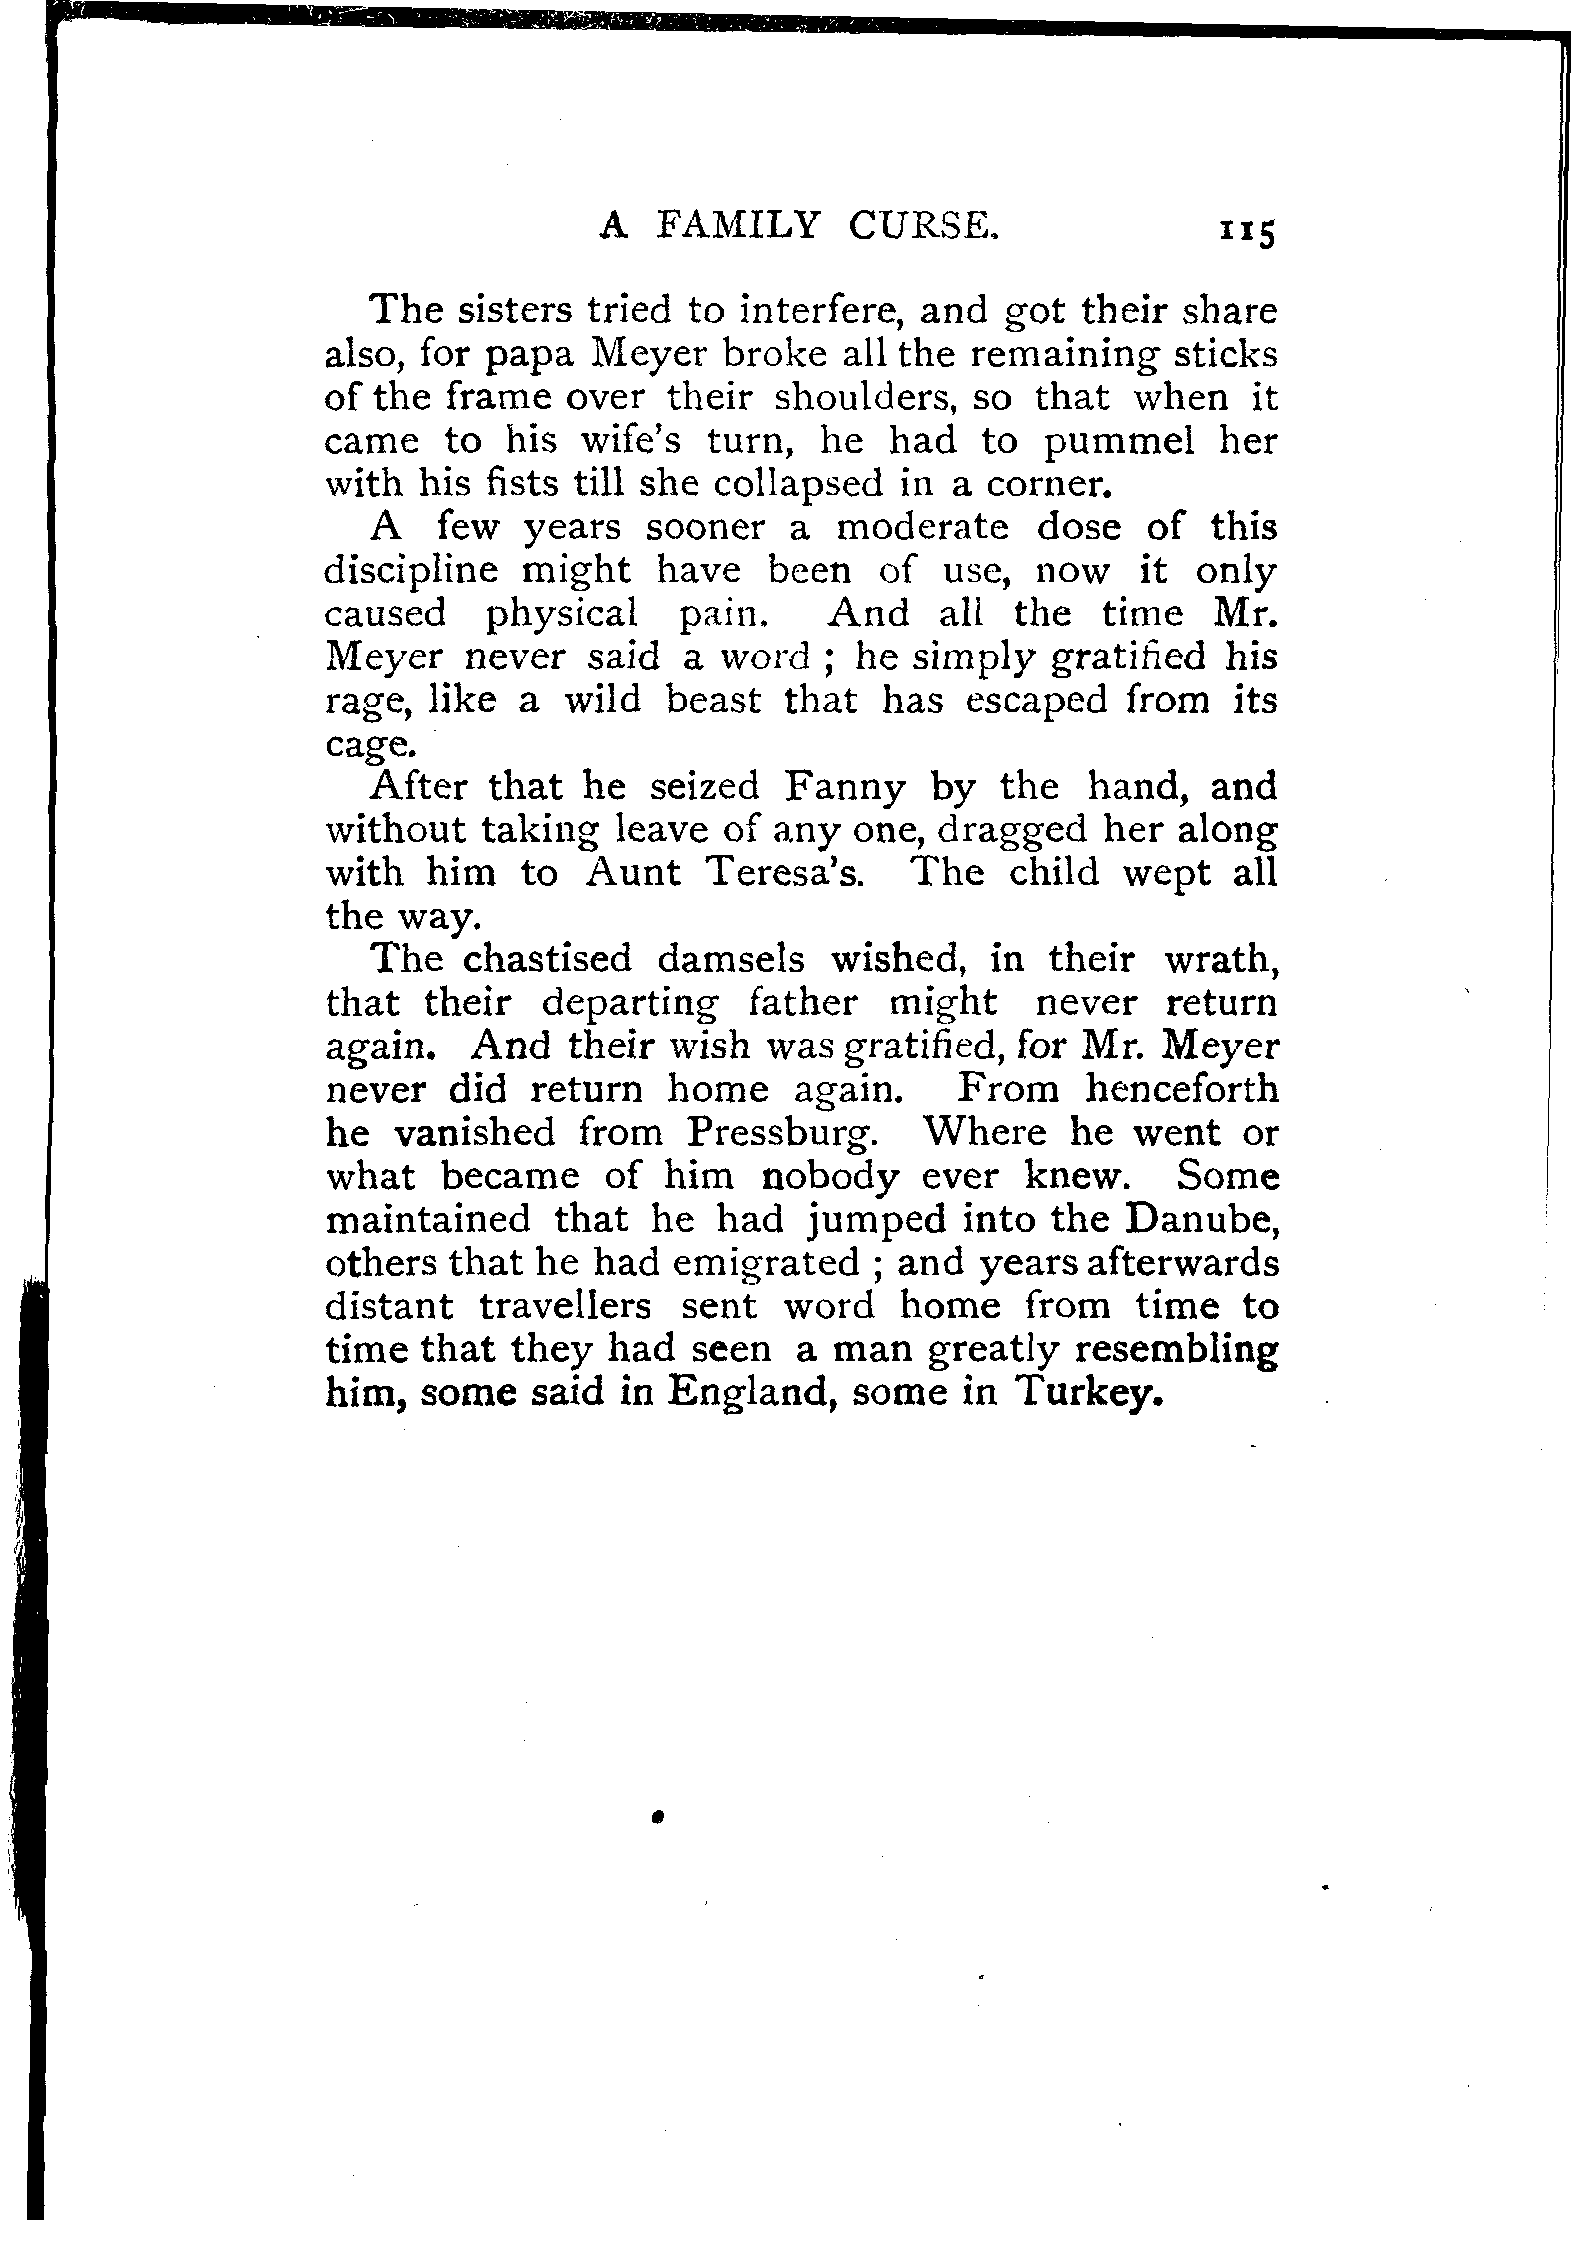 A FAMILY CURSE. 115
The sisters tried to interfere, and got their share
also, for papa Meyer broke all the remaining sticks
of the frame over their shoulders, so that when it
came to his wife's turn, he had to pummel her
with his fists till she collapsed in a corner.
A few years sooner a moderate dose of this
discipline might have been of use, now it only
caused physical pain. And all the time Mr.
Meyer never said a word ; he simply gratified his
rage, like a wild beast that has escaped from its
cage.
After that he seized Fanny by the hand, and
without taking leave of any one, dragged her along
with him to Aunt Teresa's. The child wept all
the way.
The chastised damsels wished, in their wrath,
that their departing father might never return
again. And their wish was gratified, for Mr. Meyer
never did return home again. From henceforth
he vanished from Pressburg. Where he went or
what became of him nobody ever knew. Some
maintained that he had jumped into the Danube,
others that he had emigrated ; and years afterwards
distant travellers sent word home from time to
time that they had seen a man greatly resembling
him, some said in England, some in Turkey.